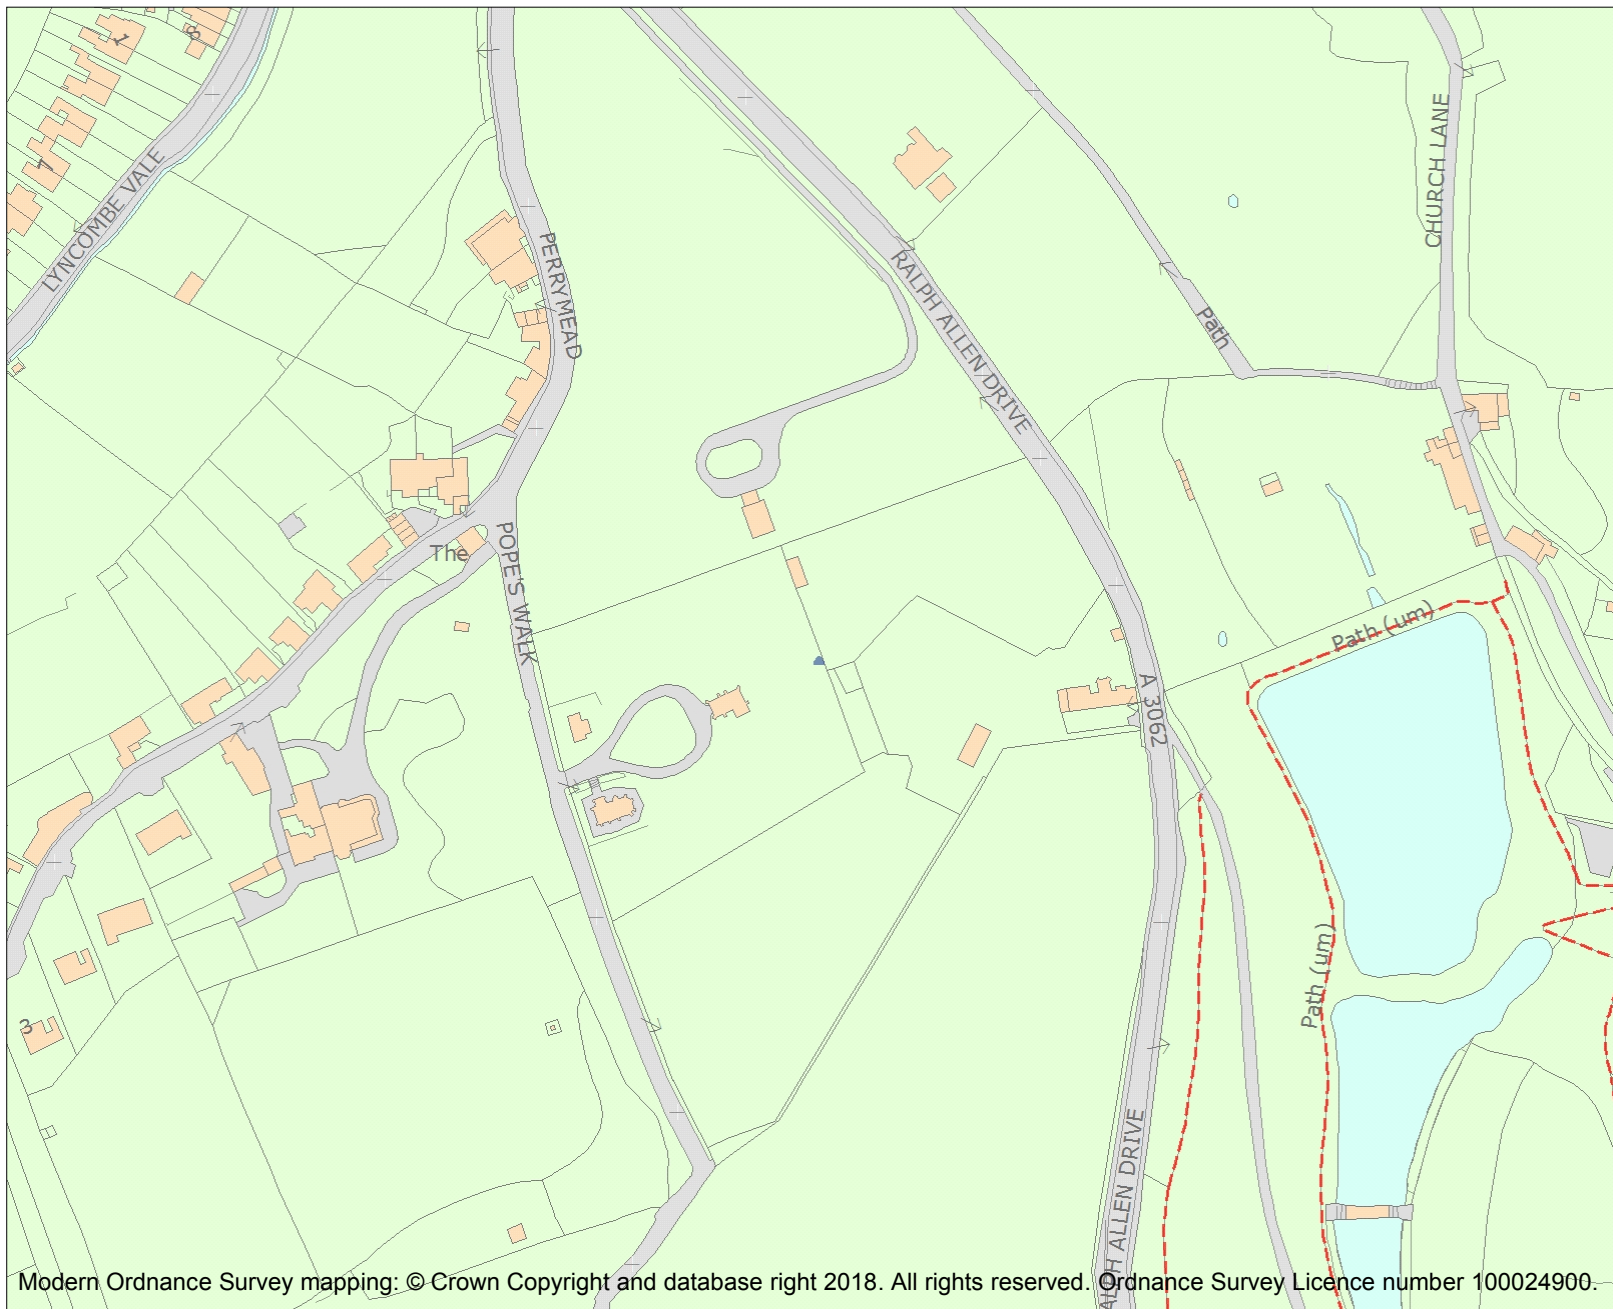 1
8
7
LYNCOMBE VALE
PERRYMEAD
RALPH ALLEN DRIVE
CHURCH LANE
Path
The
POPE'S WALK
Path (um)
A 3062
Path (um)
3
RALPH ALLEN DRIVE
Modern Ordnance Survey mapping: © Crown Copyright and database right 2018. All rights reserved. Ordnance Survey Licence number 100024900.